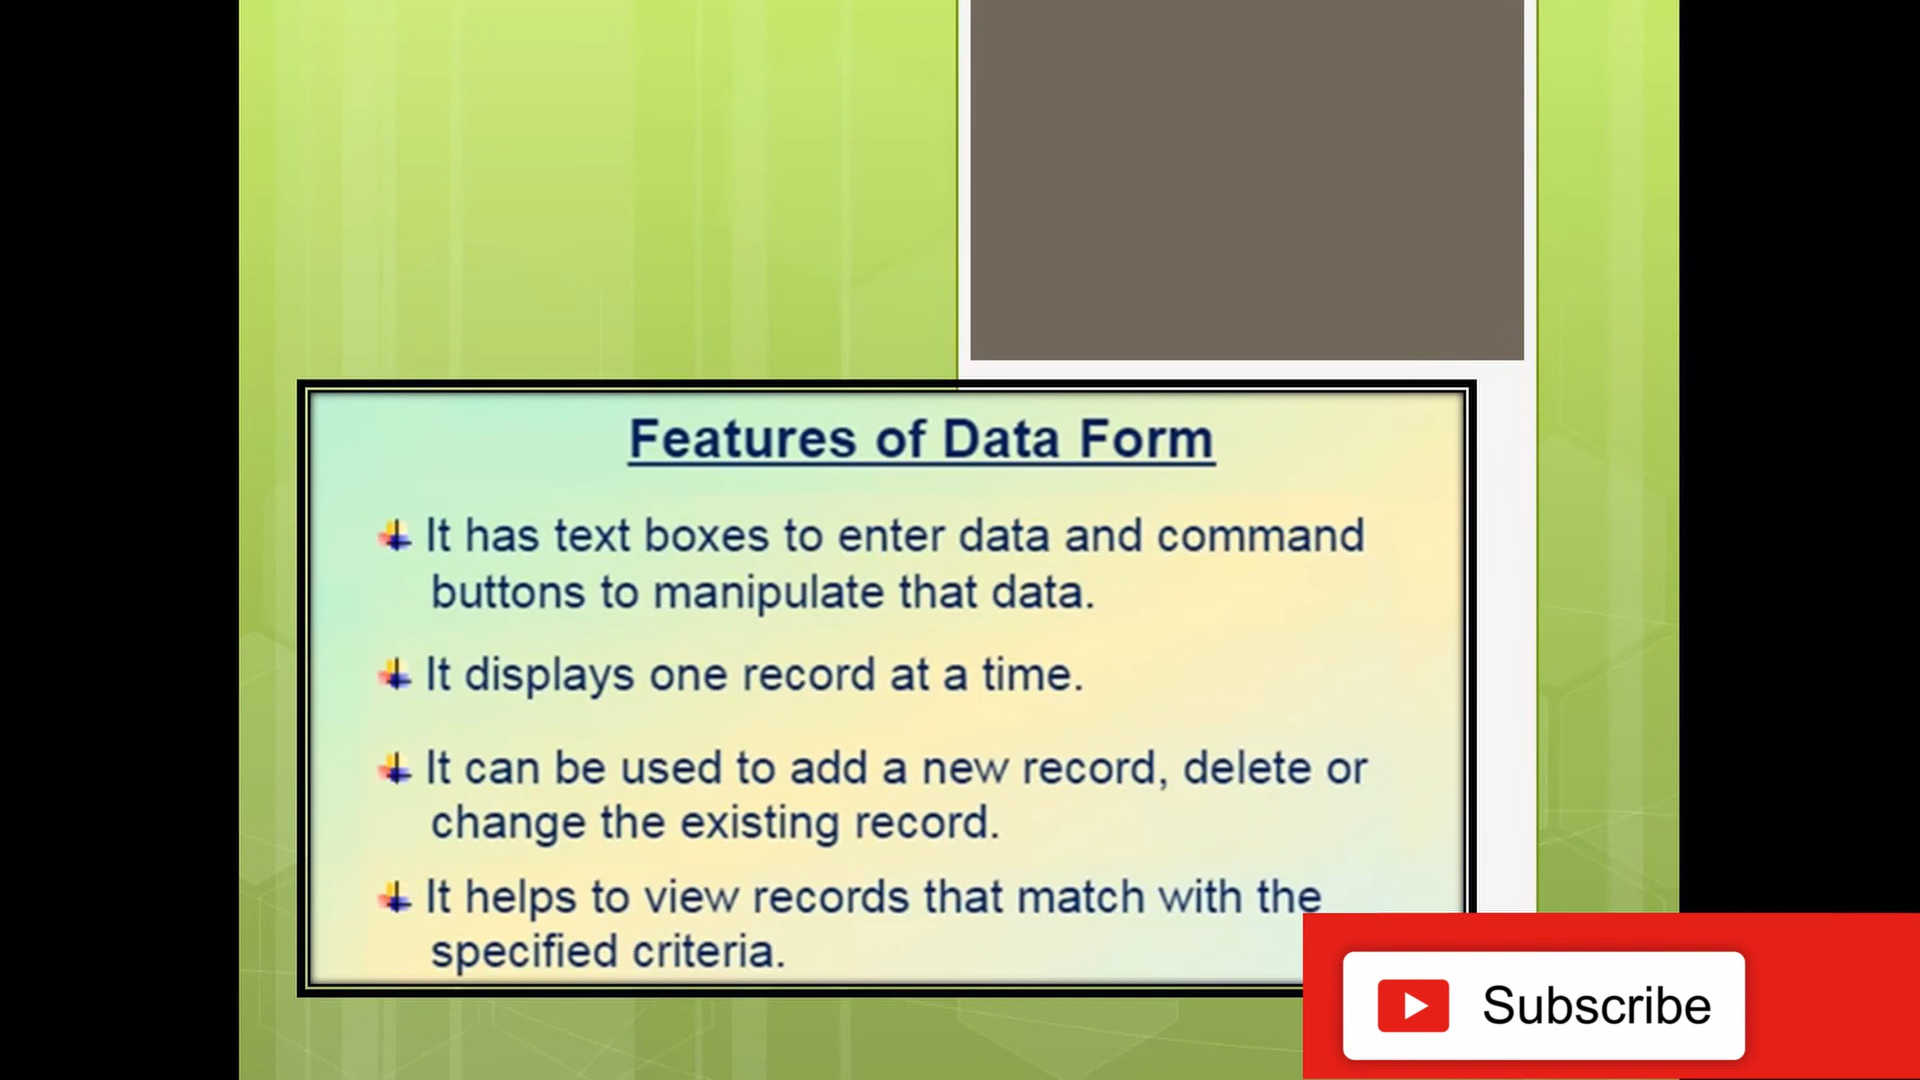 Features of Data Form
It has text boxes to enter data and command
buttons to manipulate that data.
It displays one record at a time.
It can be used to add a new record, delete or
change the existing record.
It helps to view records that match with the
specified criteria.
Subscribe